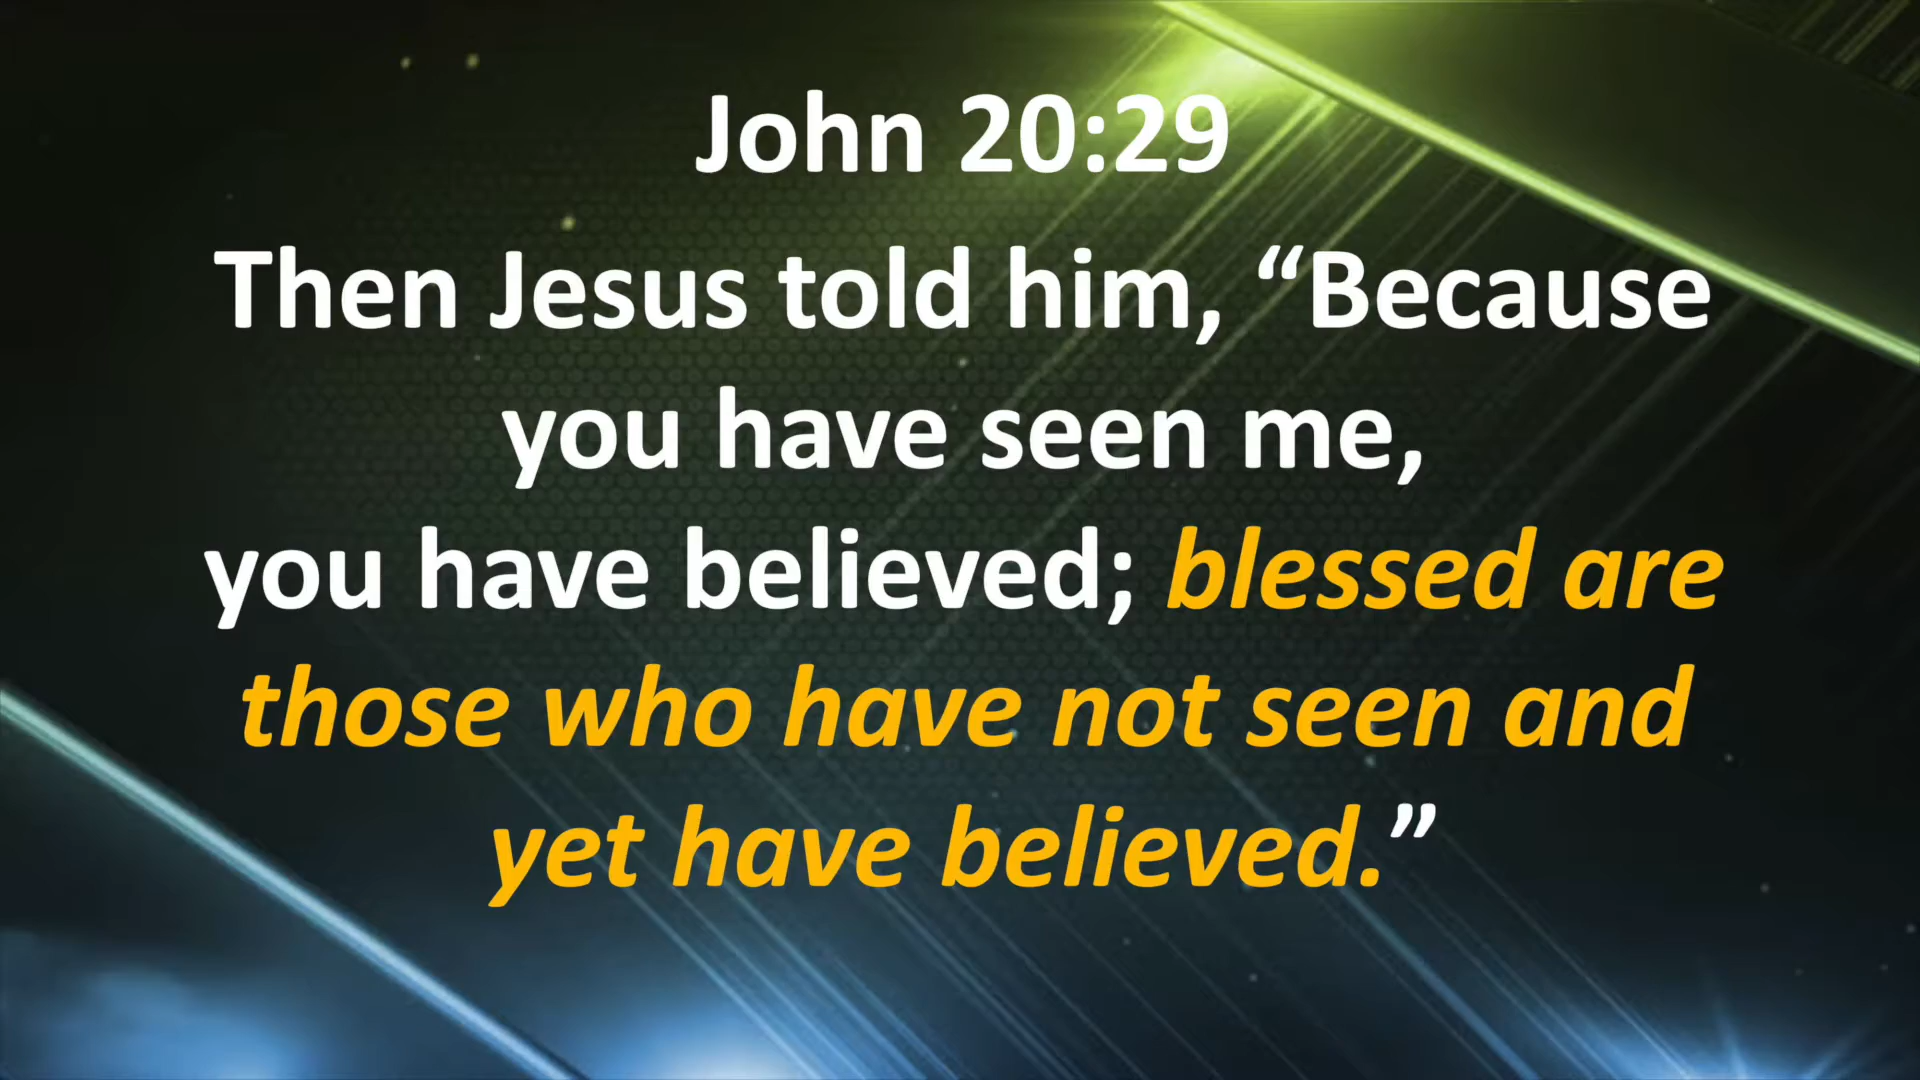 John 20:29
Then Jesus told him, “Because
you have seen me,
you have believed; blessed are
those who have not seen and
yet have believed.”